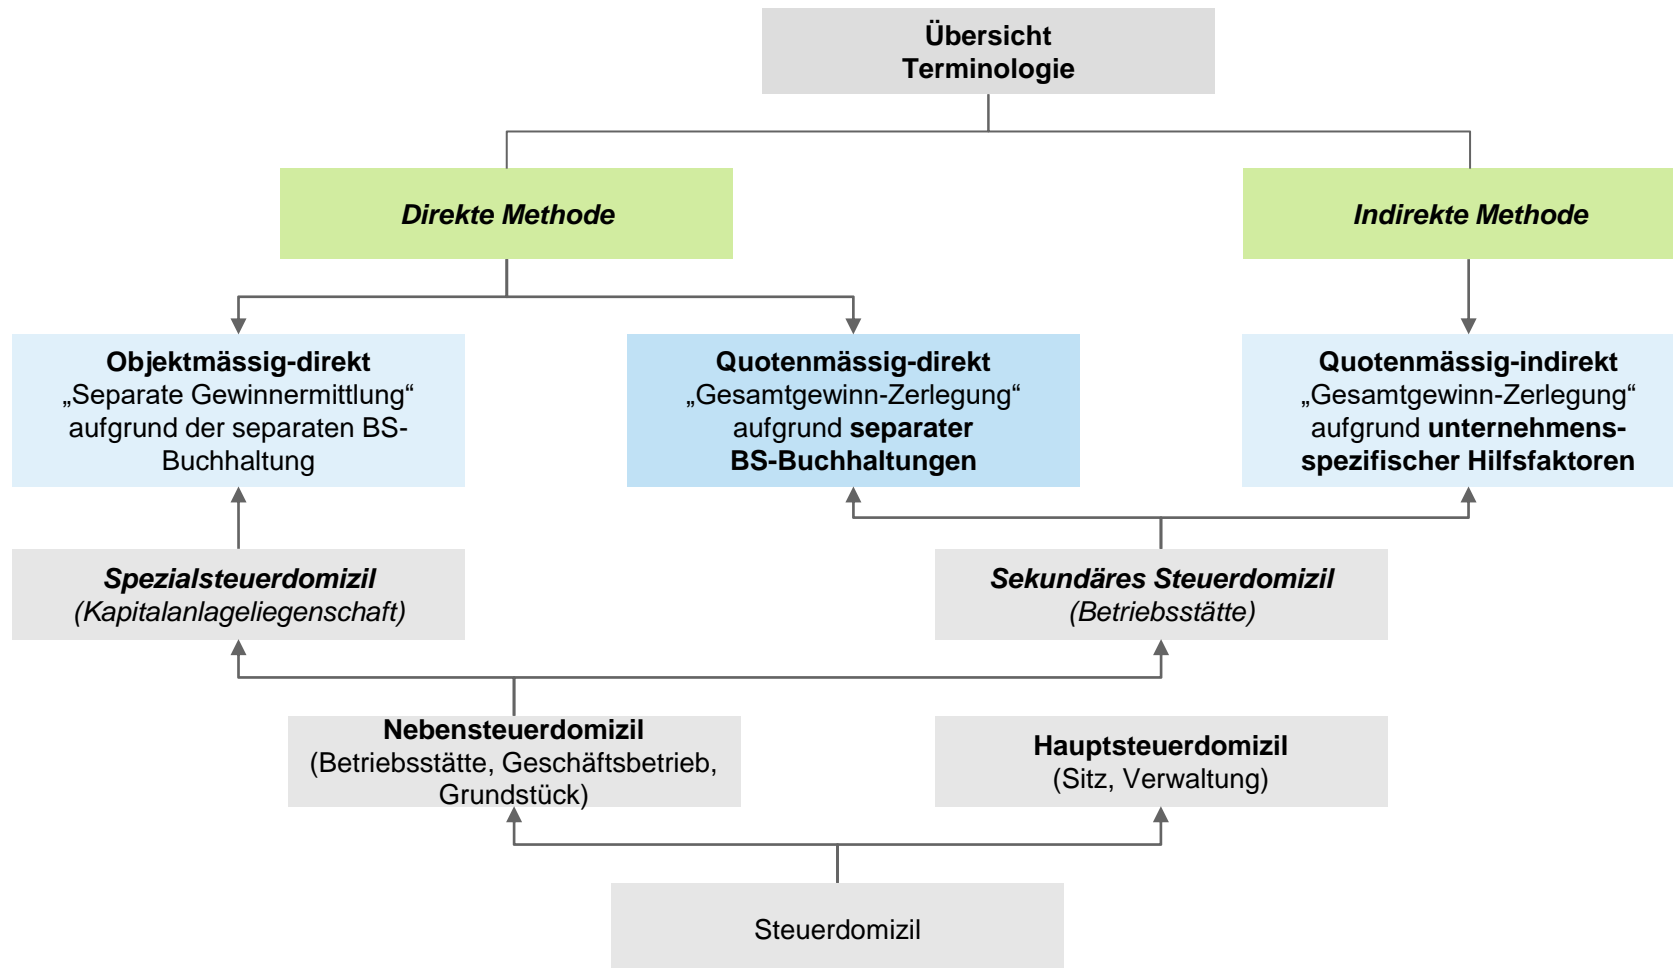 Übersicht
Terminologie
Direkte Methode
Indirekte Methode
Objektmässig-direkt
„Separate Gewinnermittlung“
aufgrund der separaten BS-
Buchhaltung
Quotenmässig-direkt
„Gesamtgewinn-Zerlegung“
aufgrund separater
BS-Buchhaltungen
Quotenmässig-indirekt
„Gesamtgewinn-Zerlegung“
aufgrund unternehmens-
spezifischer Hilfsfaktoren
Spezialsteuerdomizil
(Kapitalanlageliegenschaft)
Sekundäres Steuerdomizil
(Betriebsstätte)
Nebensteuerdomizil
(Betriebsstätte, Geschäftsbetrieb,
Grundstück)
Hauptsteuerdomizil
(Sitz, Verwaltung)
Steuerdomizil